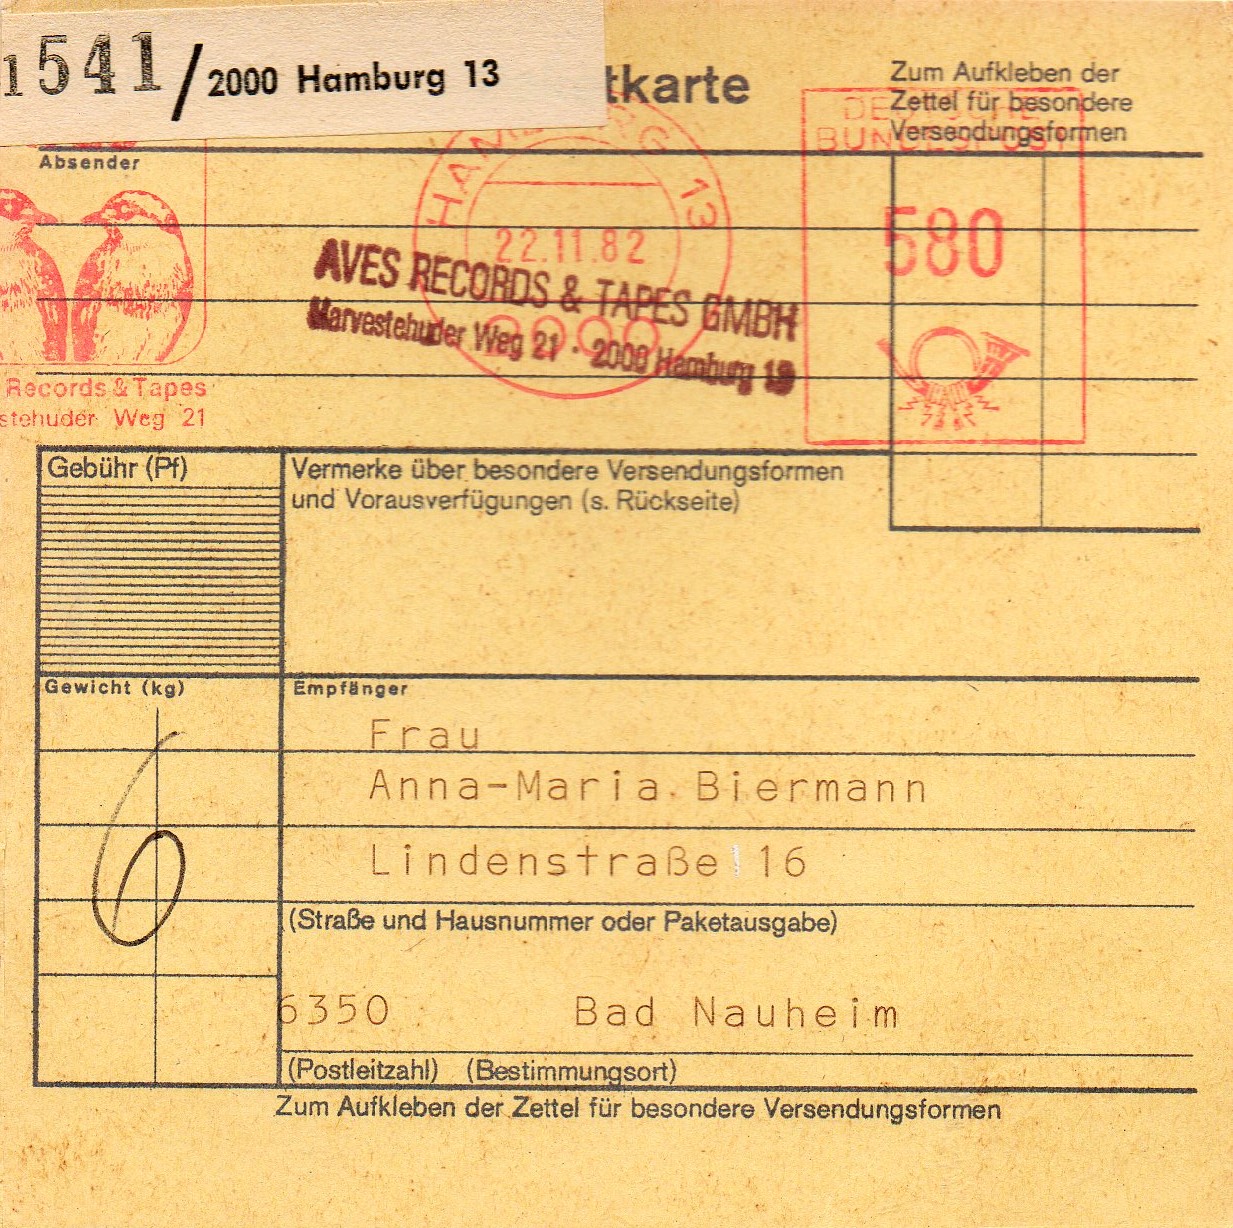 1541 / 2000 Hamburg 13
tkarte
Zum Aufkleben der
Zettel für besondere
Versendungsformen
Absender
HAMBURG 13
DEUTSCHE
BUNDESPOST
22.11.82
580
AVES RECORDS & TAPES GMBH
Harvestehuder Weg 21 · 2000 Hamburg 13
2000
Records & Tapes
stehuder Weg 21
Gebühr (Pf)
Vermerke über besondere Versendungsformen
und Vorausverfügungen (s. Rückseite)
Gewicht (kg)
Empfänger
6
Frau
Anna-Maria Biermann
Lindenstraße 16
(Straße und Hausnummer oder Paketausgabe)
6350 Bad Nauheim
(Postleitzahl) (Bestimmungsort)
Zum Aufkleben der Zettel für besondere Versendungsformen